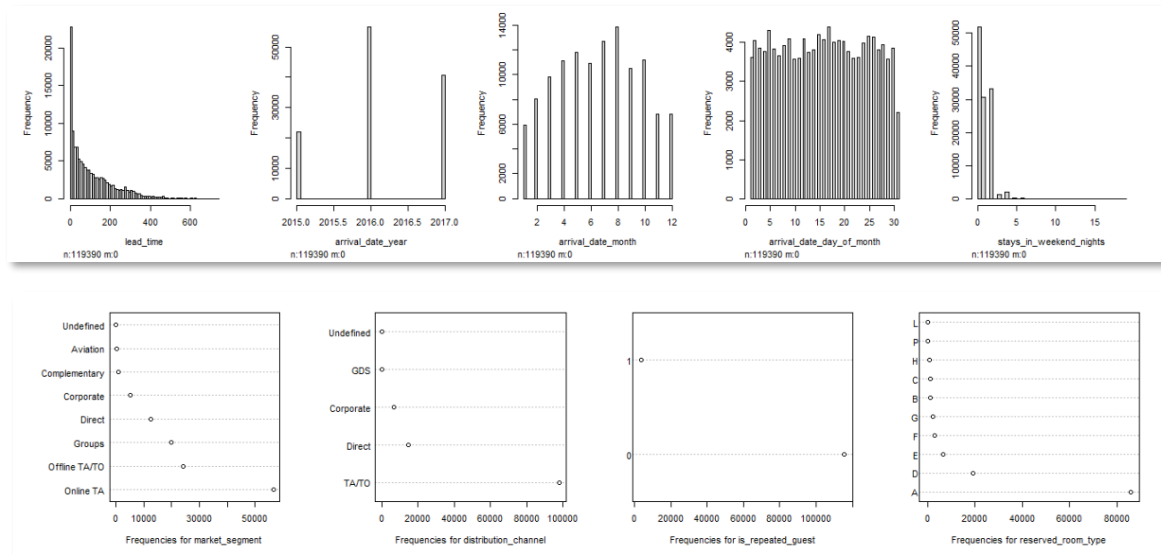 Frequency
0
5000
10000
15000
20000
0
200
400
600
lead_time
n:119390 m:0
Frequency
0
10000
30000
50000
2015.0
2015.5
2016.0
2016.5
2017.0
arrival_date_year
n:119390 m:0
Frequency
0
2000
6000
10000
14000
2
4
6
8
10
12
arrival_date_month
n:119390 m:0
Frequency
0
1000
2000
3000
4000
0
5
10
15
20
25
30
arrival_date_day_of_month
n:119390 m:0
Frequency
0
10000
20000
30000
40000
50000
0
5
10
15
stays_in_weekend_nights
n:119390 m:0
Undefined
Aviation
Complementary
Corporate
Direct
Groups
Offline TA/TO
Online TA
0
10000
30000
50000
Frequencies for market_segment
Undefined
GDS
Corporate
Direct
TA/TO
0
20000
40000
60000
80000
100000
Frequencies for distribution_channel
1
0
0
20000
40000
60000
80000
100000
Frequencies for is_repeated_guest
L
P
H
C
B
G
F
E
D
A
0
20000
40000
60000
80000
Frequencies for reserved_room_type